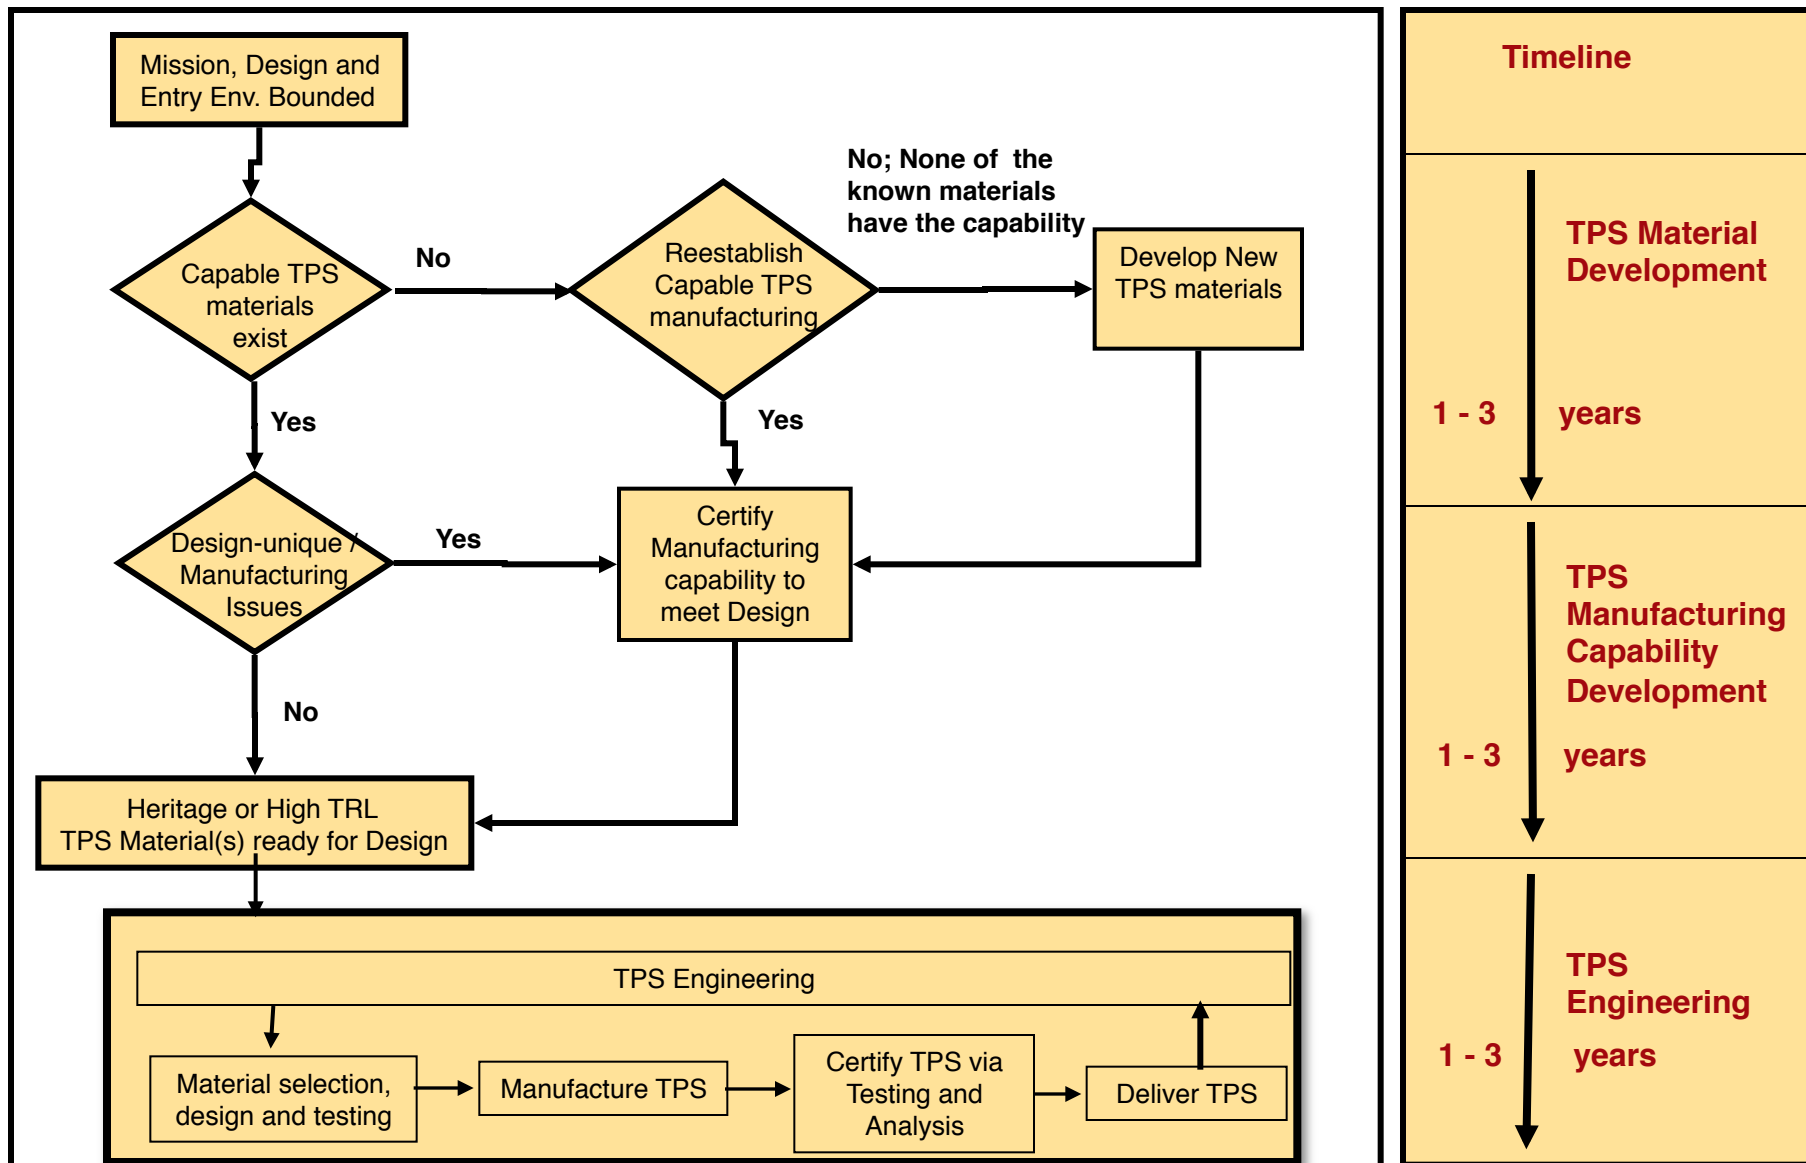 Mission, Design and
Entry Env. Bounded
Capable TPS
materials
exist
No
Reestablish
Capable TPS
manufacturing
No; None of the
known materials
have the capability
Develop New
TPS materials
Yes
Yes
Design-unique /
Manufacturing
Issues
Yes
Certify
Manufacturing
capability to
meet Design
No
Heritage or High TRL
TPS Material(s) ready for Design
TPS Engineering
Material selection,
design and testing
Manufacture TPS
Certify TPS via
Testing and
Analysis
Deliver TPS
Timeline
TPS Material
Development
1 - 3 years
TPS
Manufacturing
Capability
Development
1 - 3 years
TPS
Engineering
1 - 3 years